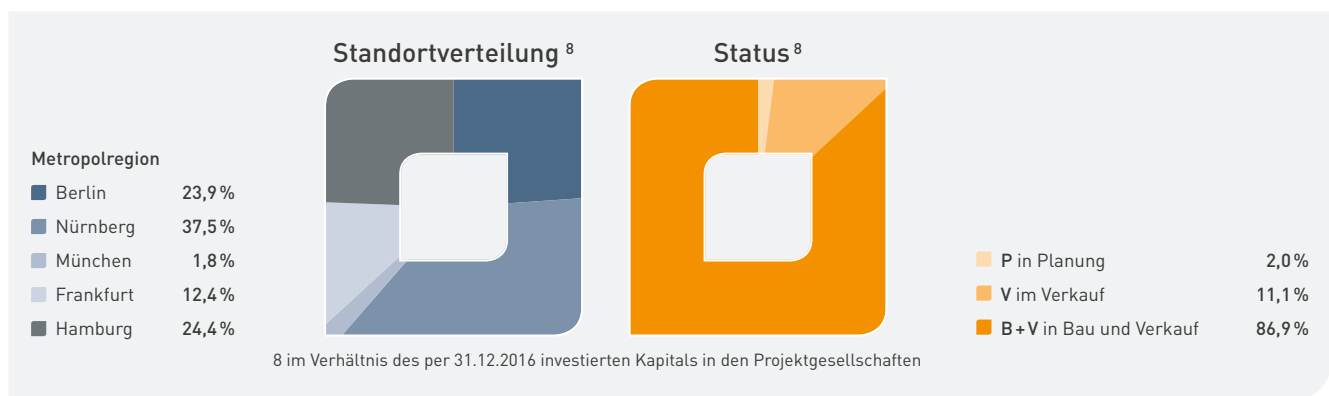 Standortverteilung 8
Status 8
Metropolregion
Berlin 23,9 %
Nürnberg 37,5 %
München 1,8 %
Frankfurt 12,4 %
Hamburg 24,4 %
P in Planung 2,0 %
V im Verkauf 11,1 %
B+V in Bau und Verkauf 86,9 %
8 im Verhältnis des per 31.12.2016 investierten Kapitals in den Projektgesellschaften